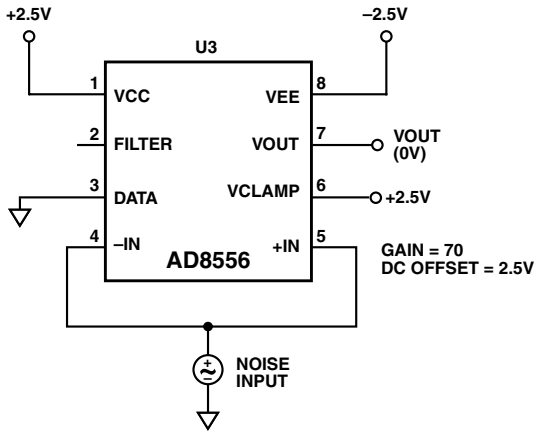 +2.5V
–2.5V
U3
1
VCC
VEE
8
2
FILTER
VOUT
7
VOUT
(0V)
3
DATA
VCLAMP
6
+2.5V
4
–IN
+IN
5
AD8556
GAIN = 70
DC OFFSET = 2.5V
+
–
NOISE
INPUT